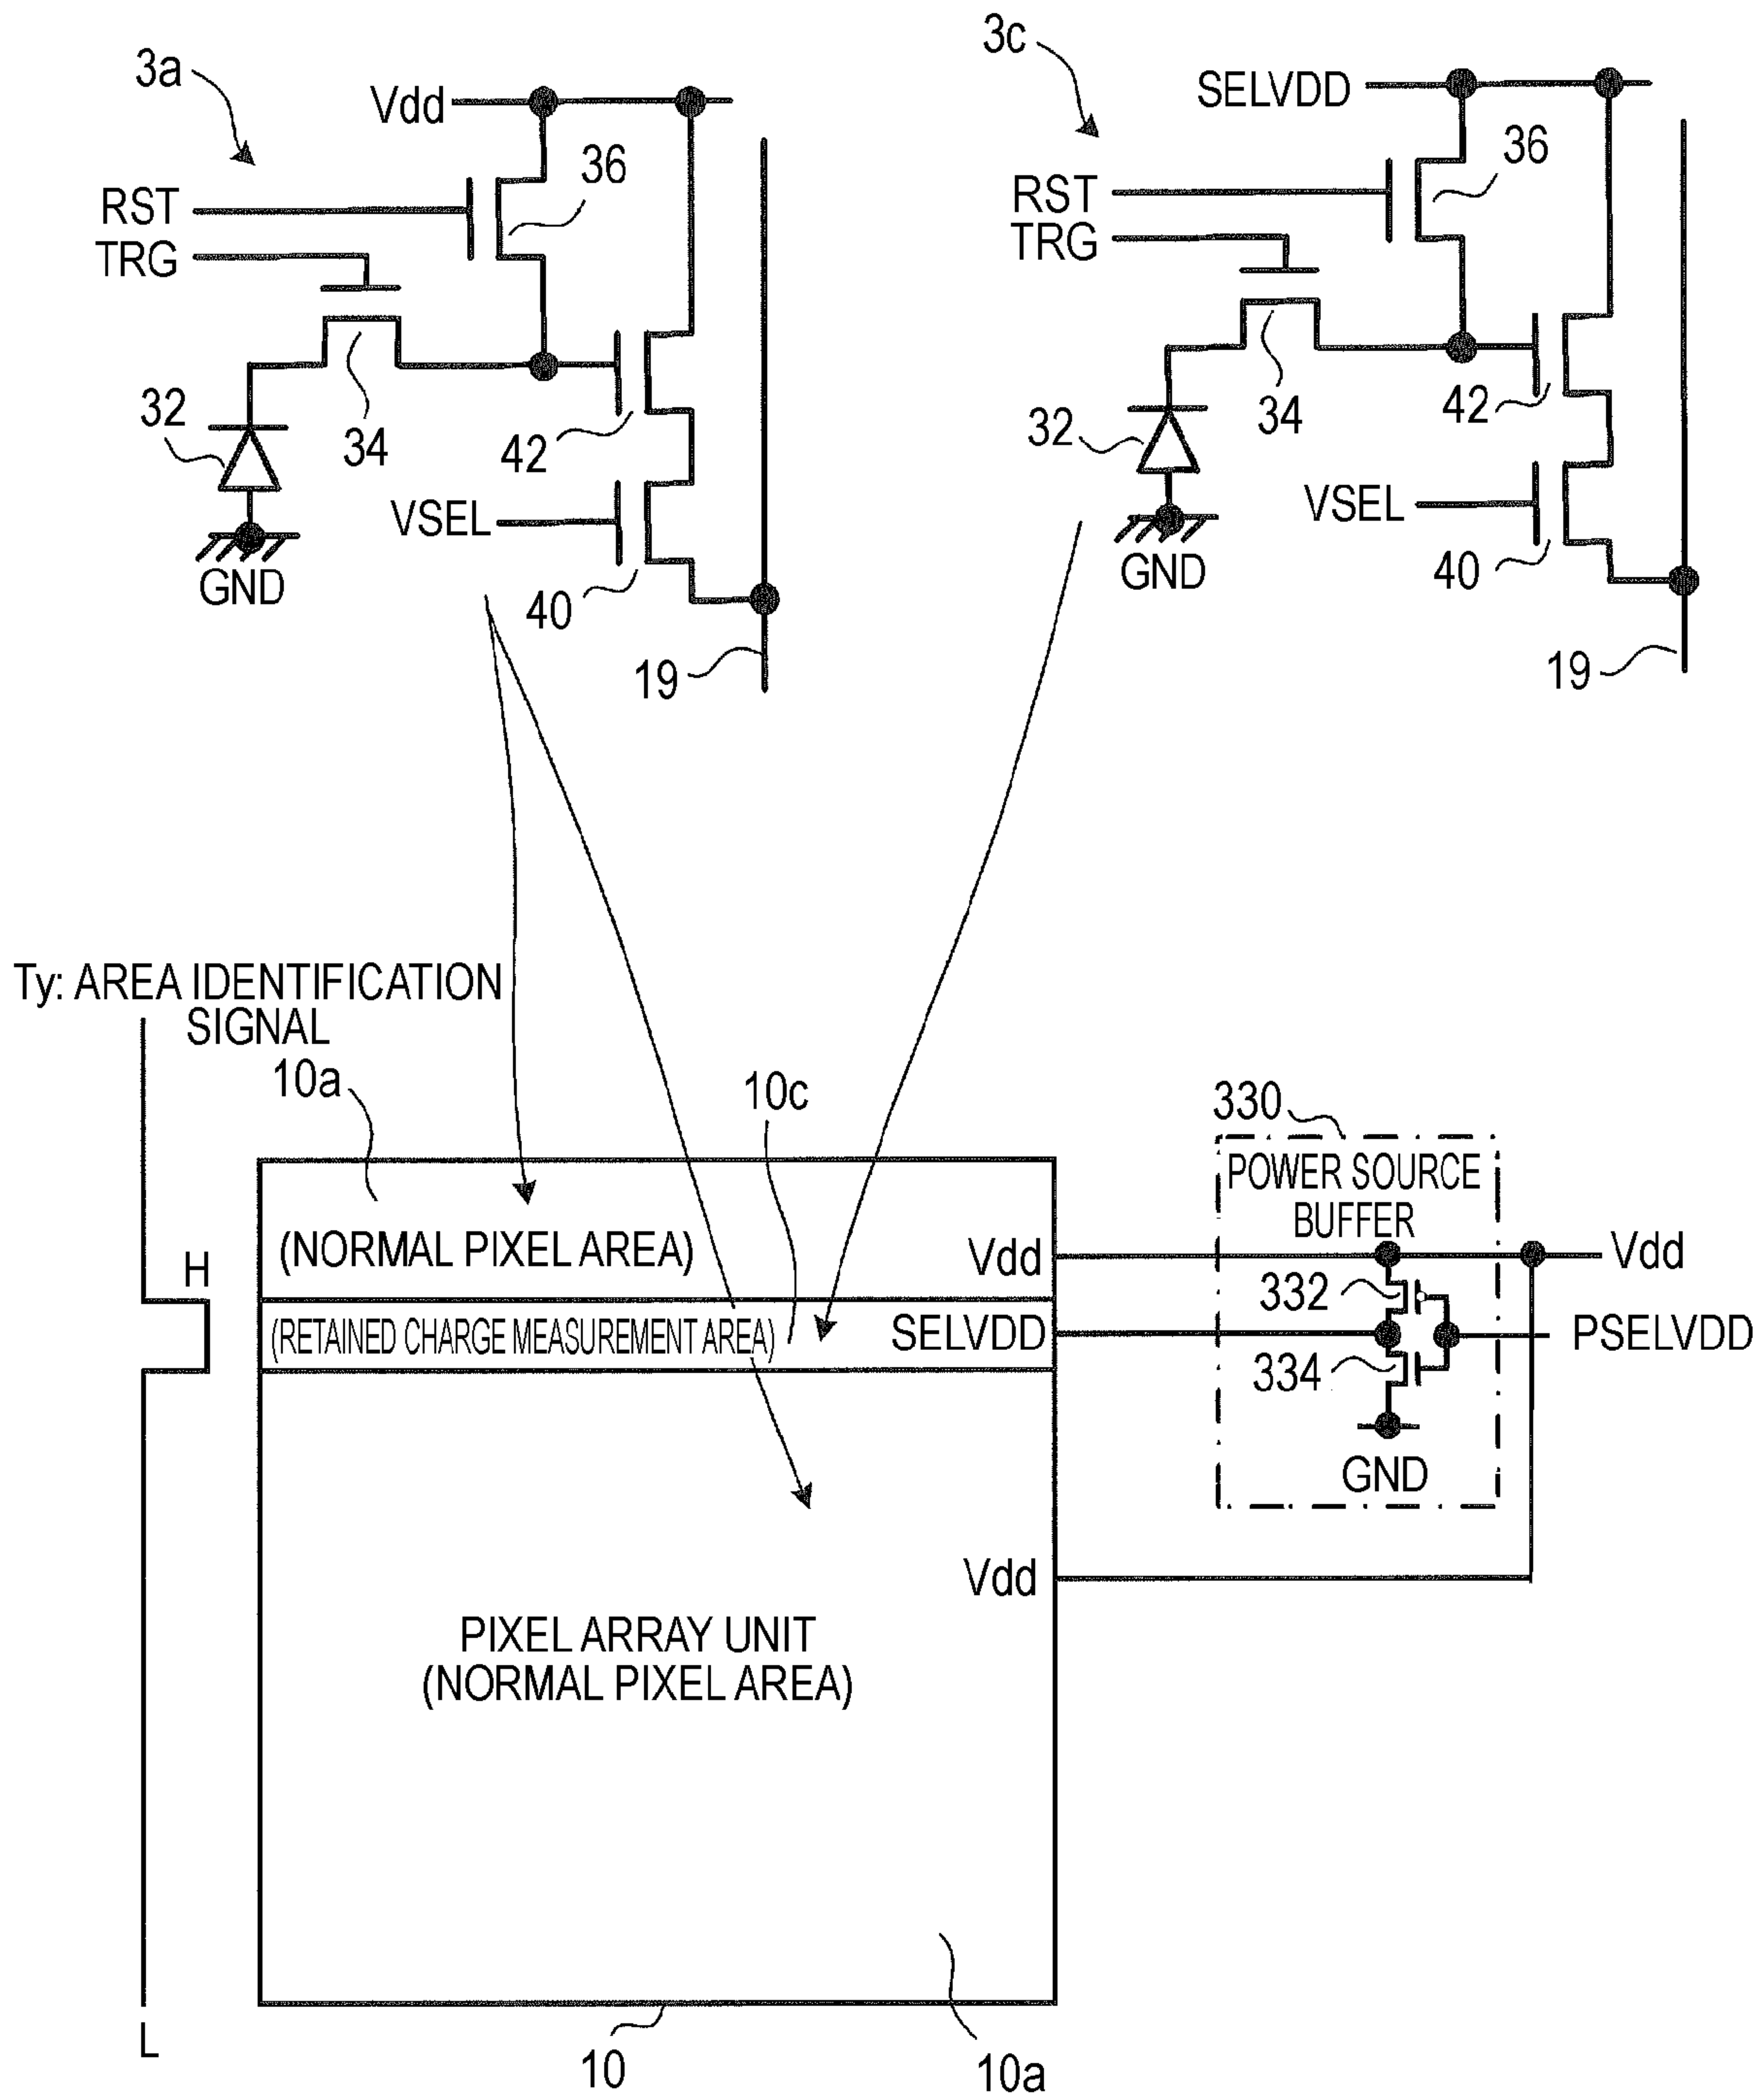 3a
Vdd
36
RST
TRG
32
34
42
VSEL
GND
40
19
3c
SELVDD
36
RST
TRG
32
34
42
VSEL
GND
40
19
Ty: AREA IDENTIFICATION
SIGNAL
10a
10c
330
POWER SOURCE
BUFFER
(NORMAL PIXEL AREA)
Vdd
Vdd
H
332
(RETAINED CHARGE MEASUREMENT AREA)
SELVDD
PSELVDD
334
GND
Vdd
PIXEL ARRAY UNIT
(NORMAL PIXEL AREA)
L
10
10a